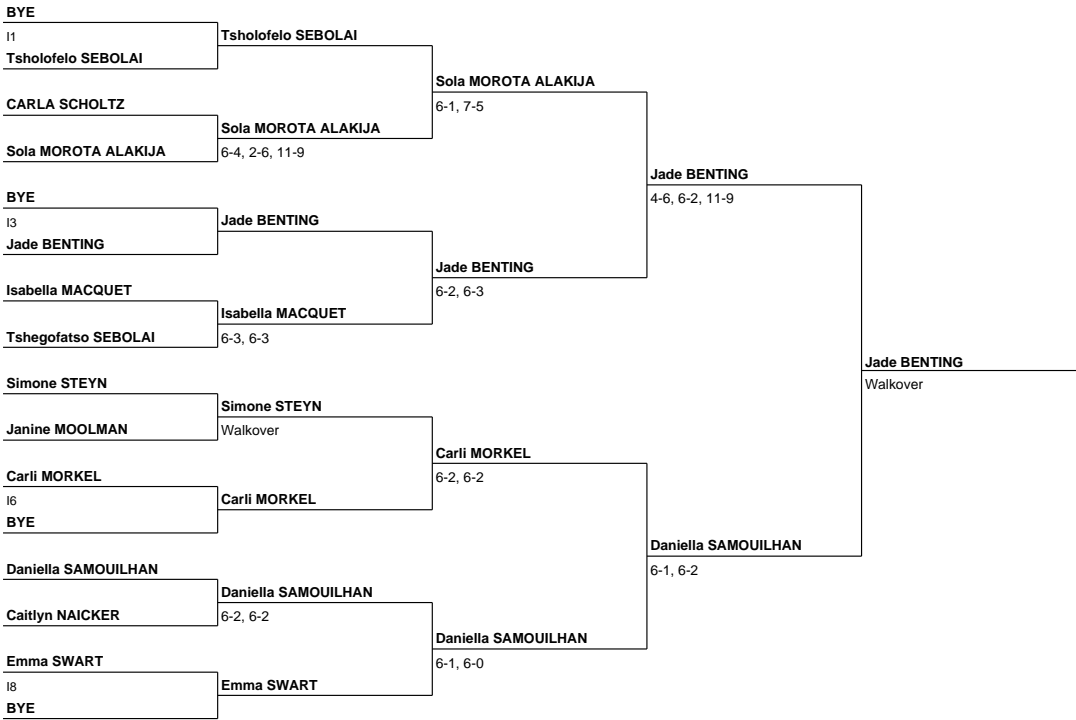 BYE
I1
Tsholofelo SEBOLAI
CARLA SCHOLTZ
Sola MOROTA ALAKIJA
BYE
I3
Jade BENTING
Isabella MACQUET
Tshegofatso SEBOLAI
Simone STEYN
Janine MOOLMAN
Carli MORKEL
I6
BYE
Daniella SAMOUILHAN
Caitlyn NAICKER
Emma SWART
I8
BYE
Tsholofelo SEBOLAI
Sola MOROTA ALAKIJA
6-4, 2-6, 11-9
Jade BENTING
Isabella MACQUET
6-3, 6-3
Simone STEYN
Walkover
Carli MORKEL
Daniella SAMOUILHAN
6-2, 6-2
Emma SWART
Sola MOROTA ALAKIJA
6-1, 7-5
Jade BENTING
6-2, 6-3
Carli MORKEL
6-2, 6-2
Daniella SAMOUILHAN
6-1, 6-0
Jade BENTING
4-6, 6-2, 11-9
Daniella SAMOUILHAN
6-1, 6-2
Jade BENTING
Walkover